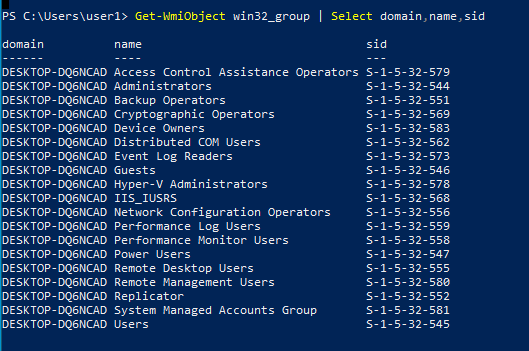 PS C:\Users\user1> Get-WmiObject win32_group | Select domain,name,sid
domain name sid
------ ---- ---
DESKTOP-DQ6NCAD Access Control Assistance Operators S-1-5-32-579
DESKTOP-DQ6NCAD Administrators S-1-5-32-544
DESKTOP-DQ6NCAD Backup Operators S-1-5-32-551
DESKTOP-DQ6NCAD Cryptographic Operators S-1-5-32-569
DESKTOP-DQ6NCAD Device Owners S-1-5-32-583
DESKTOP-DQ6NCAD Distributed COM Users S-1-5-32-562
DESKTOP-DQ6NCAD Event Log Readers S-1-5-32-573
DESKTOP-DQ6NCAD Guests S-1-5-32-546
DESKTOP-DQ6NCAD Hyper-V Administrators S-1-5-32-578
DESKTOP-DQ6NCAD IIS_IUSRS S-1-5-32-568
DESKTOP-DQ6NCAD Network Configuration Operators S-1-5-32-556
DESKTOP-DQ6NCAD Performance Log Users S-1-5-32-559
DESKTOP-DQ6NCAD Performance Monitor Users S-1-5-32-558
DESKTOP-DQ6NCAD Power Users S-1-5-32-547
DESKTOP-DQ6NCAD Remote Desktop Users S-1-5-32-555
DESKTOP-DQ6NCAD Remote Management Users S-1-5-32-580
DESKTOP-DQ6NCAD Replicator S-1-5-32-552
DESKTOP-DQ6NCAD System Managed Accounts Group S-1-5-32-581
DESKTOP-DQ6NCAD Users S-1-5-32-545